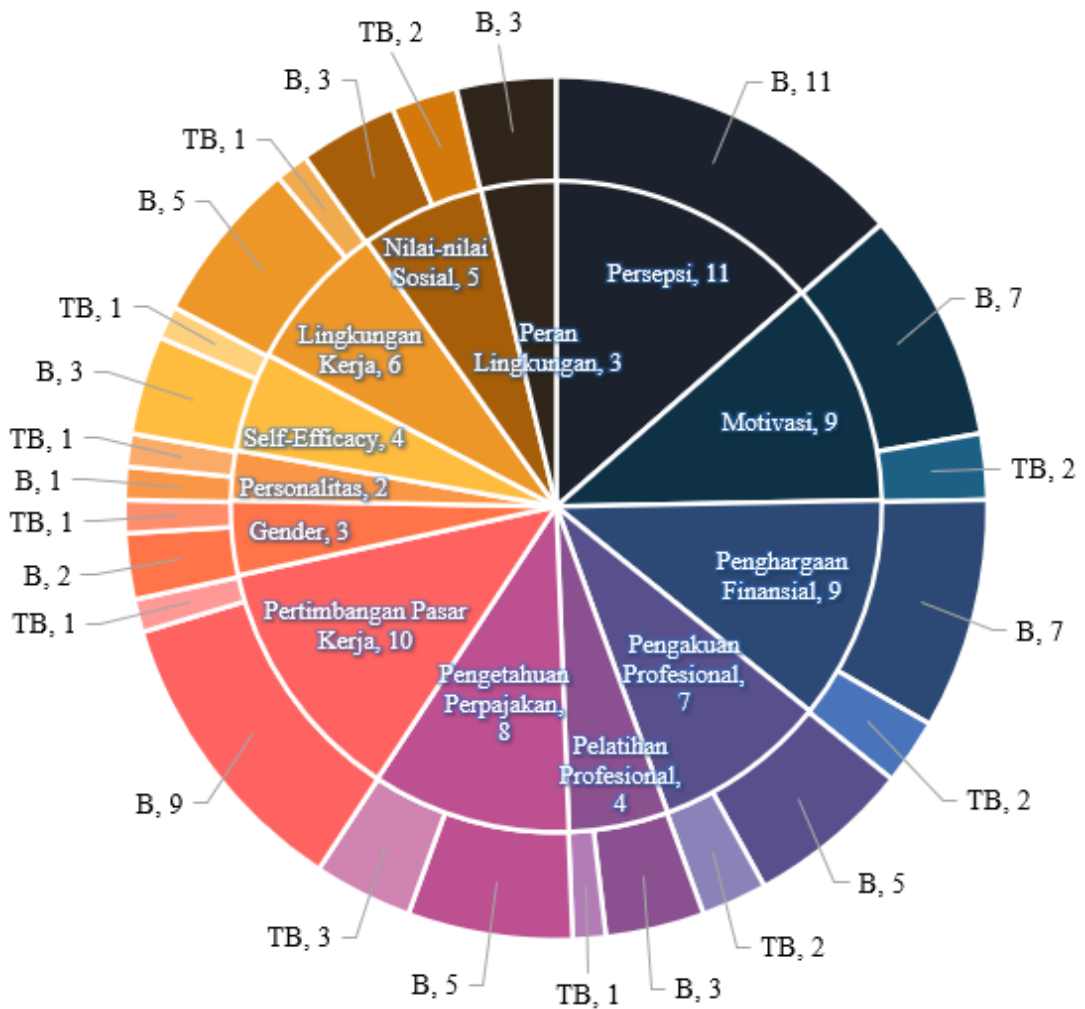 B, 3
TB, 2
B, 3
TB, 1
B, 5
TB, 1
B, 3
TB, 1
B, 1
TB, 1
B, 2
TB, 1
B, 9
TB, 3
B, 5
TB, 1
B, 3
TB, 2
B, 5
TB, 2
B, 7
TB, 2
B, 7
B, 11
Persepsi, 11
Motivasi, 9
Penghargaan
Finansial, 9
Pengakuan
Profesional,
7
Pelatihan
Profesional,
4
Pengetahuan
Perpajakan,
8
Pertimbangan Pasar
Kerja, 10
Gender, 3
Personalitas, 2
Self-Efficacy, 4
Lingkungan
Kerja, 6
Nilai-nilai
Sosial, 5
Peran
Lingkungan, 3